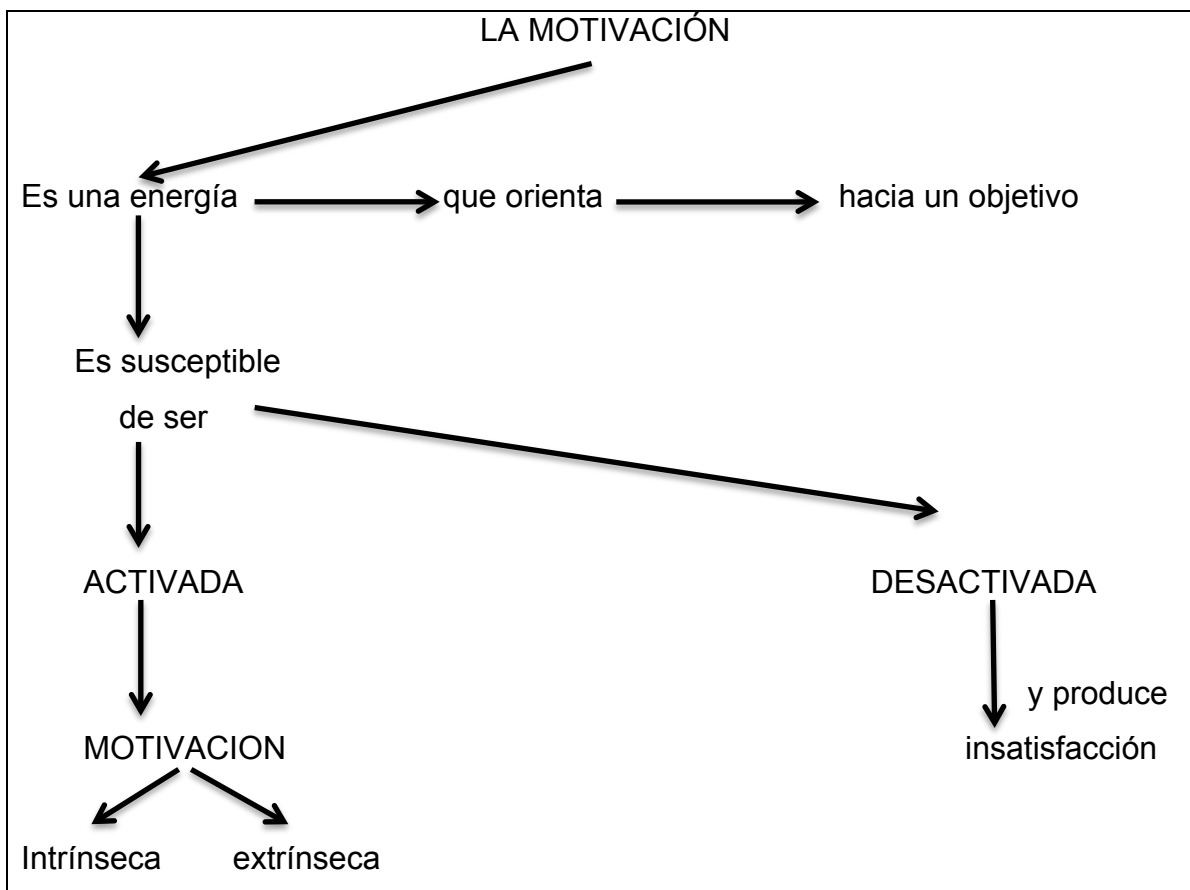 LA MOTIVACIÓN
Es una energía que orienta hacia un objetivo
Es susceptible
de ser
ACTIVADA DESACTIVADA
y produce
MOTIVACION insatisfacción
Intrínseca extrínseca